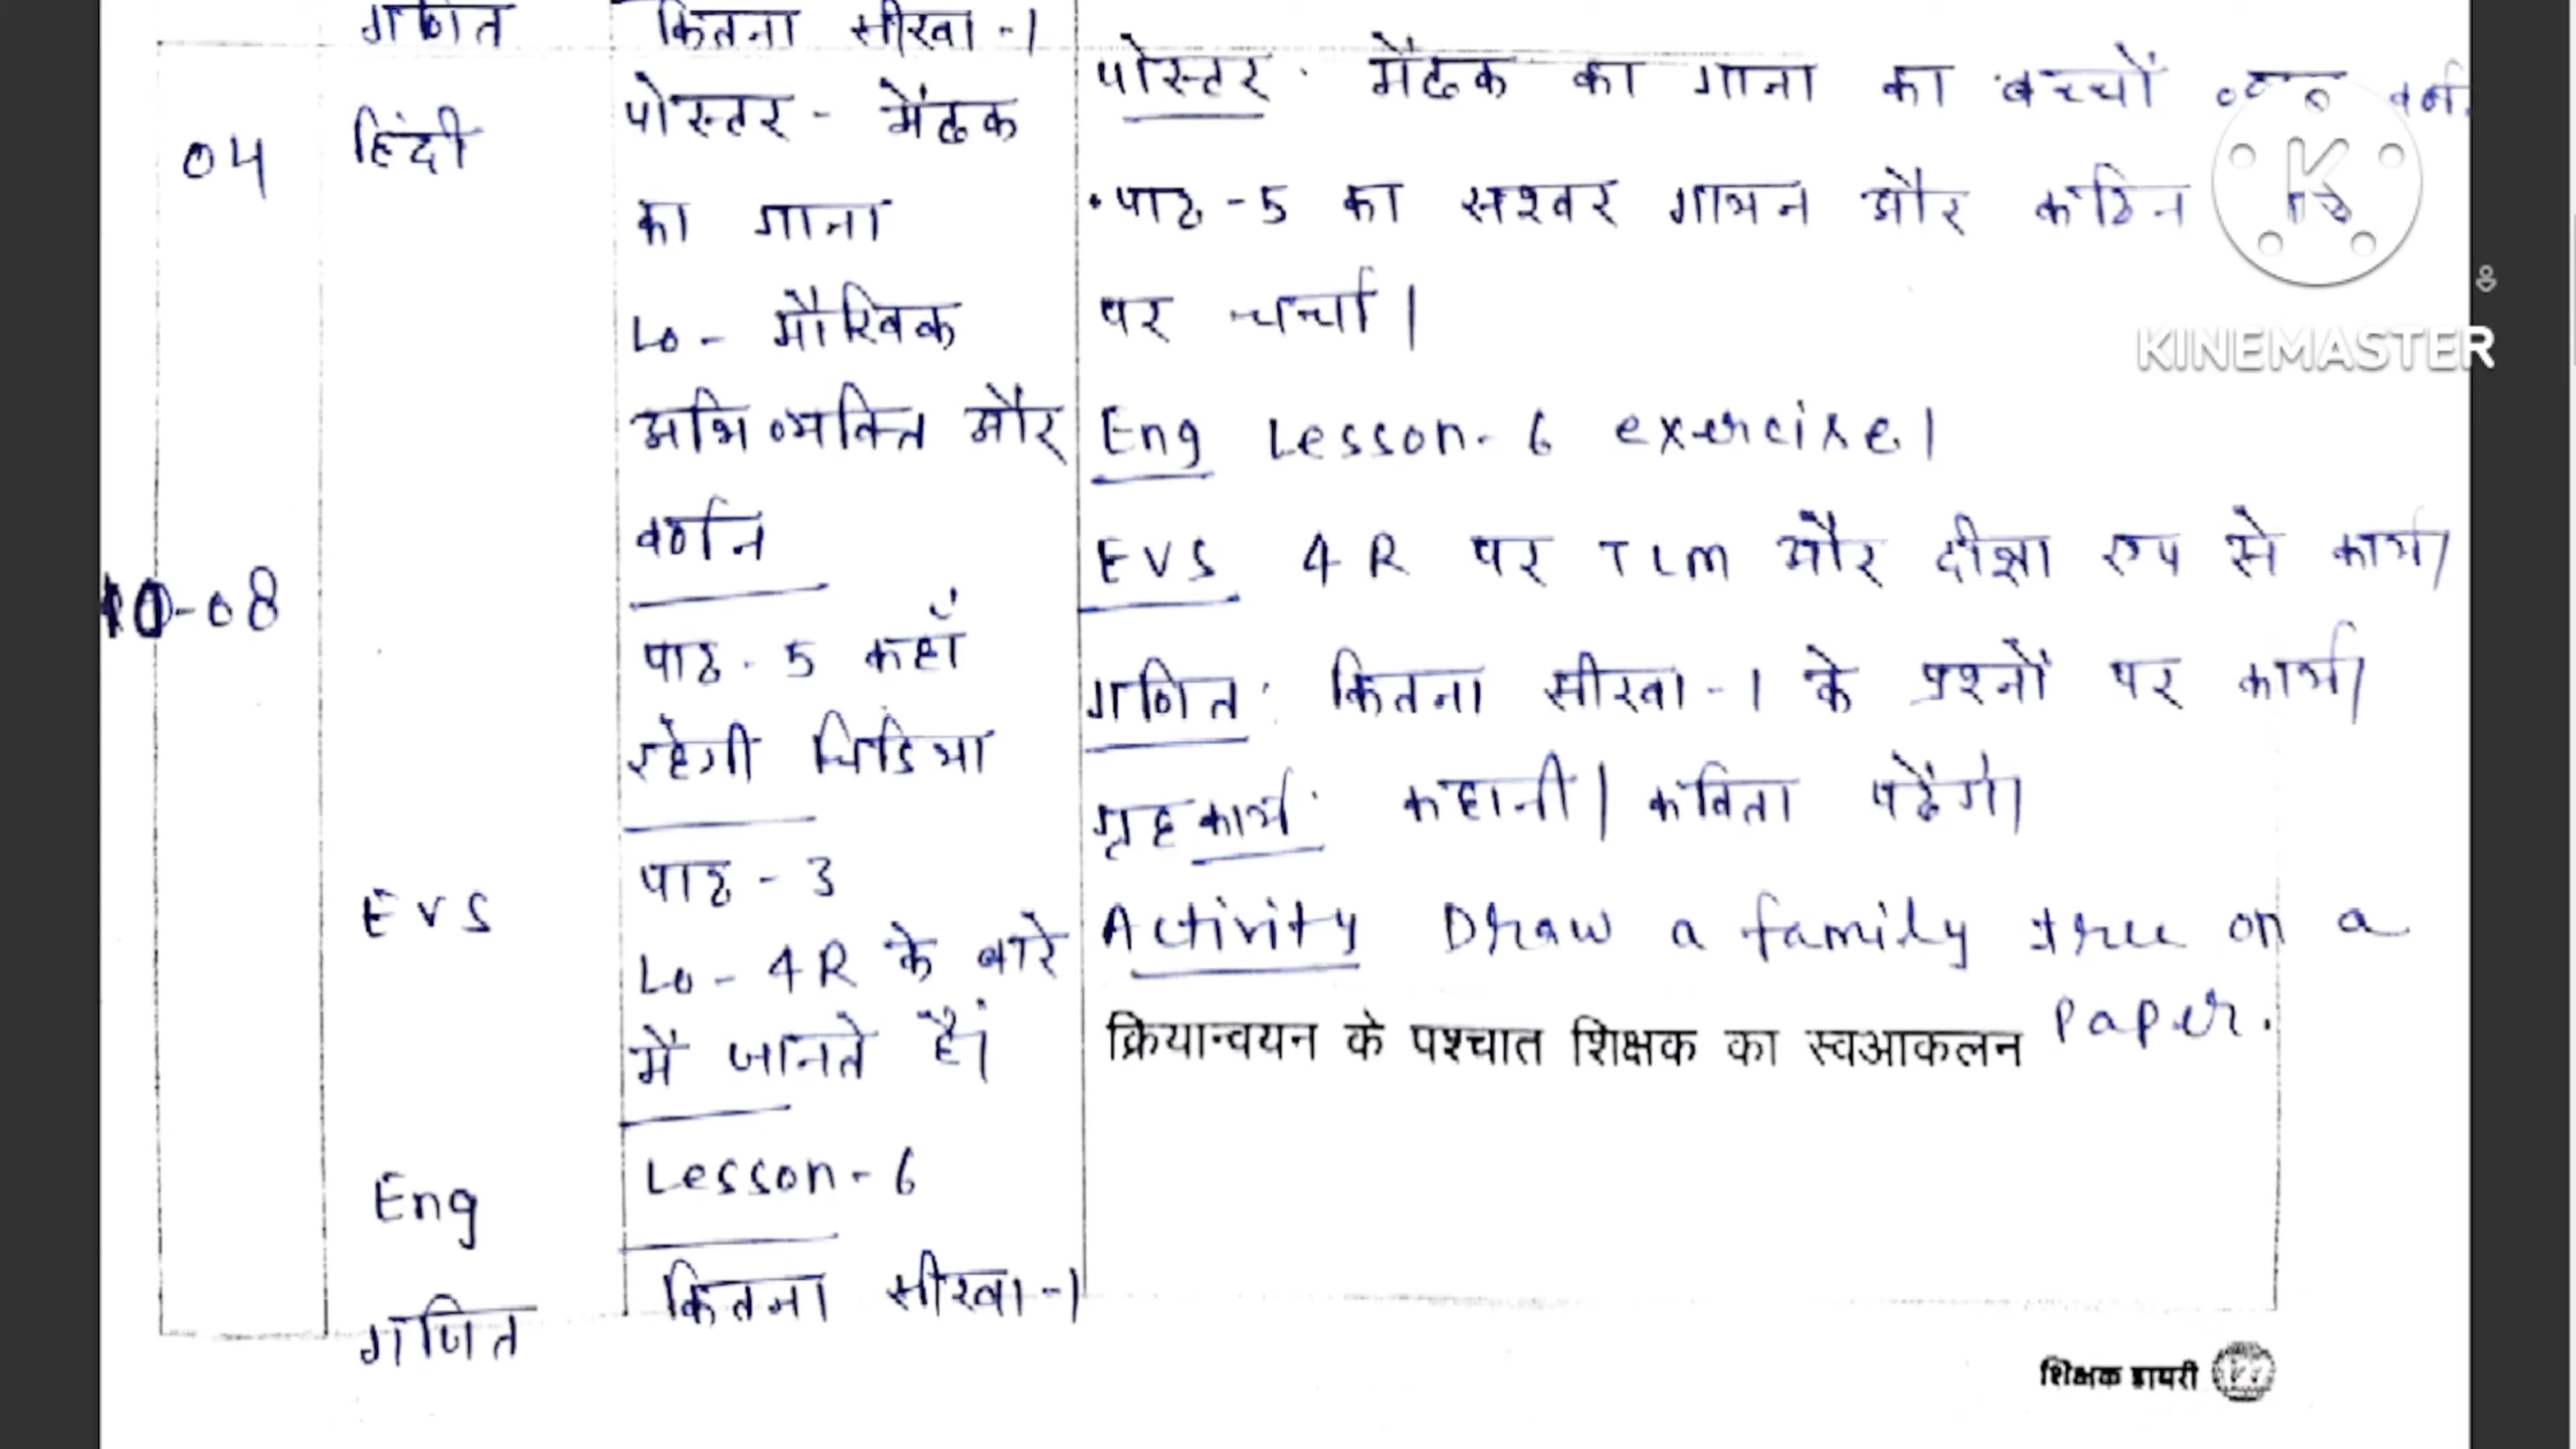 गणित कितना सीखा -1
04 हिंदी पोस्टर - मेंढक
का गाना
Lo - मौखिक
अभिव्यक्ति और
वर्णन
10-08
पाठ - 5 कहाँ
रहेगी चिडिया
EVS पाठ - 3
Lo - 4R के बारे
में जानते हैं।
Eng Lesson - 6
गणित कितना सीखा -1
पोस्टर - मेंढक का गाना का बच्चों
• पाठ - 5 का सश्वर गायन और कठिन
पर चर्चा।
Eng Lesson - 6 exercise।
EVS 4R पर TLM और दीक्षा एप से कार्य।
गणित : कितना सीखा -1 के प्रश्नों पर कार्य।
गृहकार्य : कहानी। कविता पढेंगे।
Activity Draw a family tree on a
Paper.
क्रियान्वयन के पश्चात शिक्षक का स्वआकलन
शिक्षक डायरी
KINEMASTER